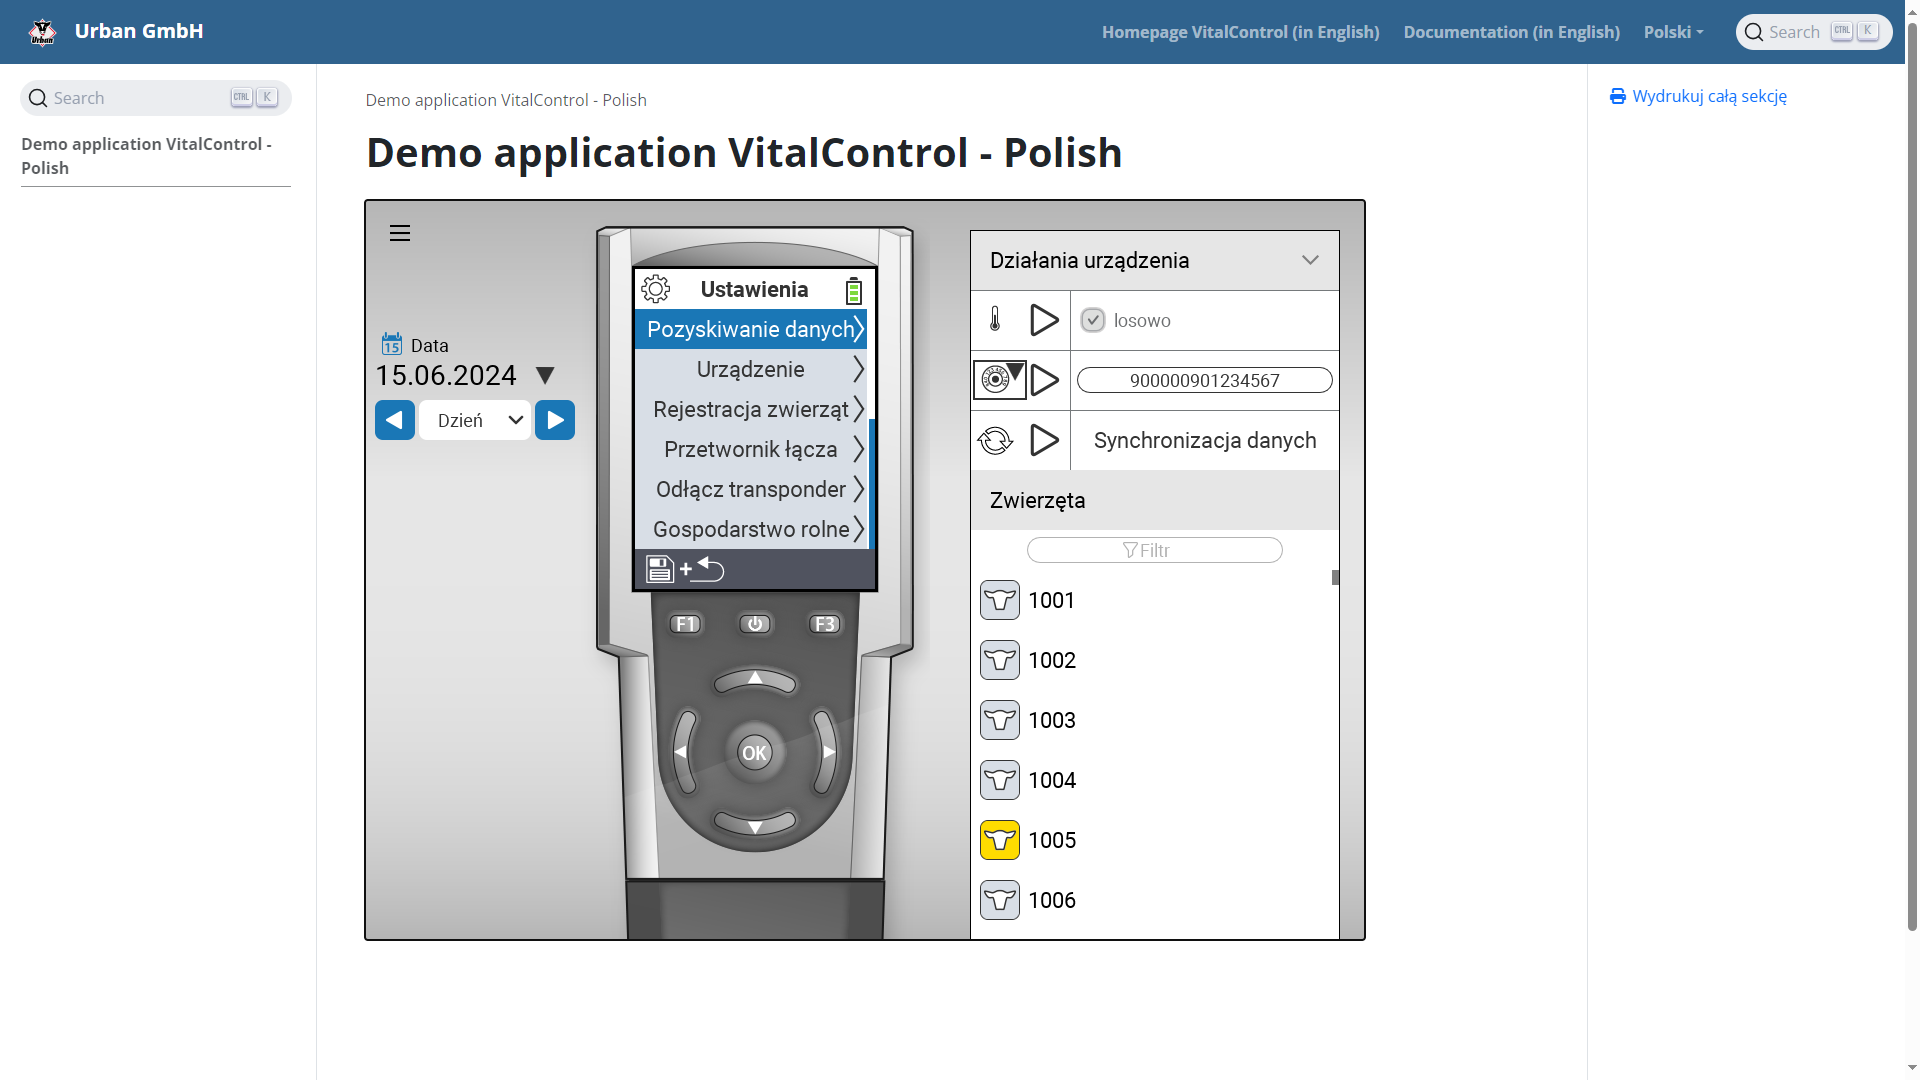 Urban GmbH
Homepage VitalControl (in English)
Documentation (in English)
Polski
Search CTRL K
Search CTRL K
Demo application VitalControl -
Polish
Demo application VitalControl - Polish
Demo application VitalControl - Polish
Wydrukuj całą sekcję
15 Data
15.06.2024
Dzień
Ustawienia
Pozyskiwanie danych
Urządzenie
Rejestracja zwierząt
Przetwornik łącza
Odłącz transponder
Gospodarstwo rolne
+
F1 F3
OK
Działania urządzenia
losowo
900000901234567
Synchronizacja danych
Zwierzęta
Filtr
1001
1002
1003
1004
1005
1006